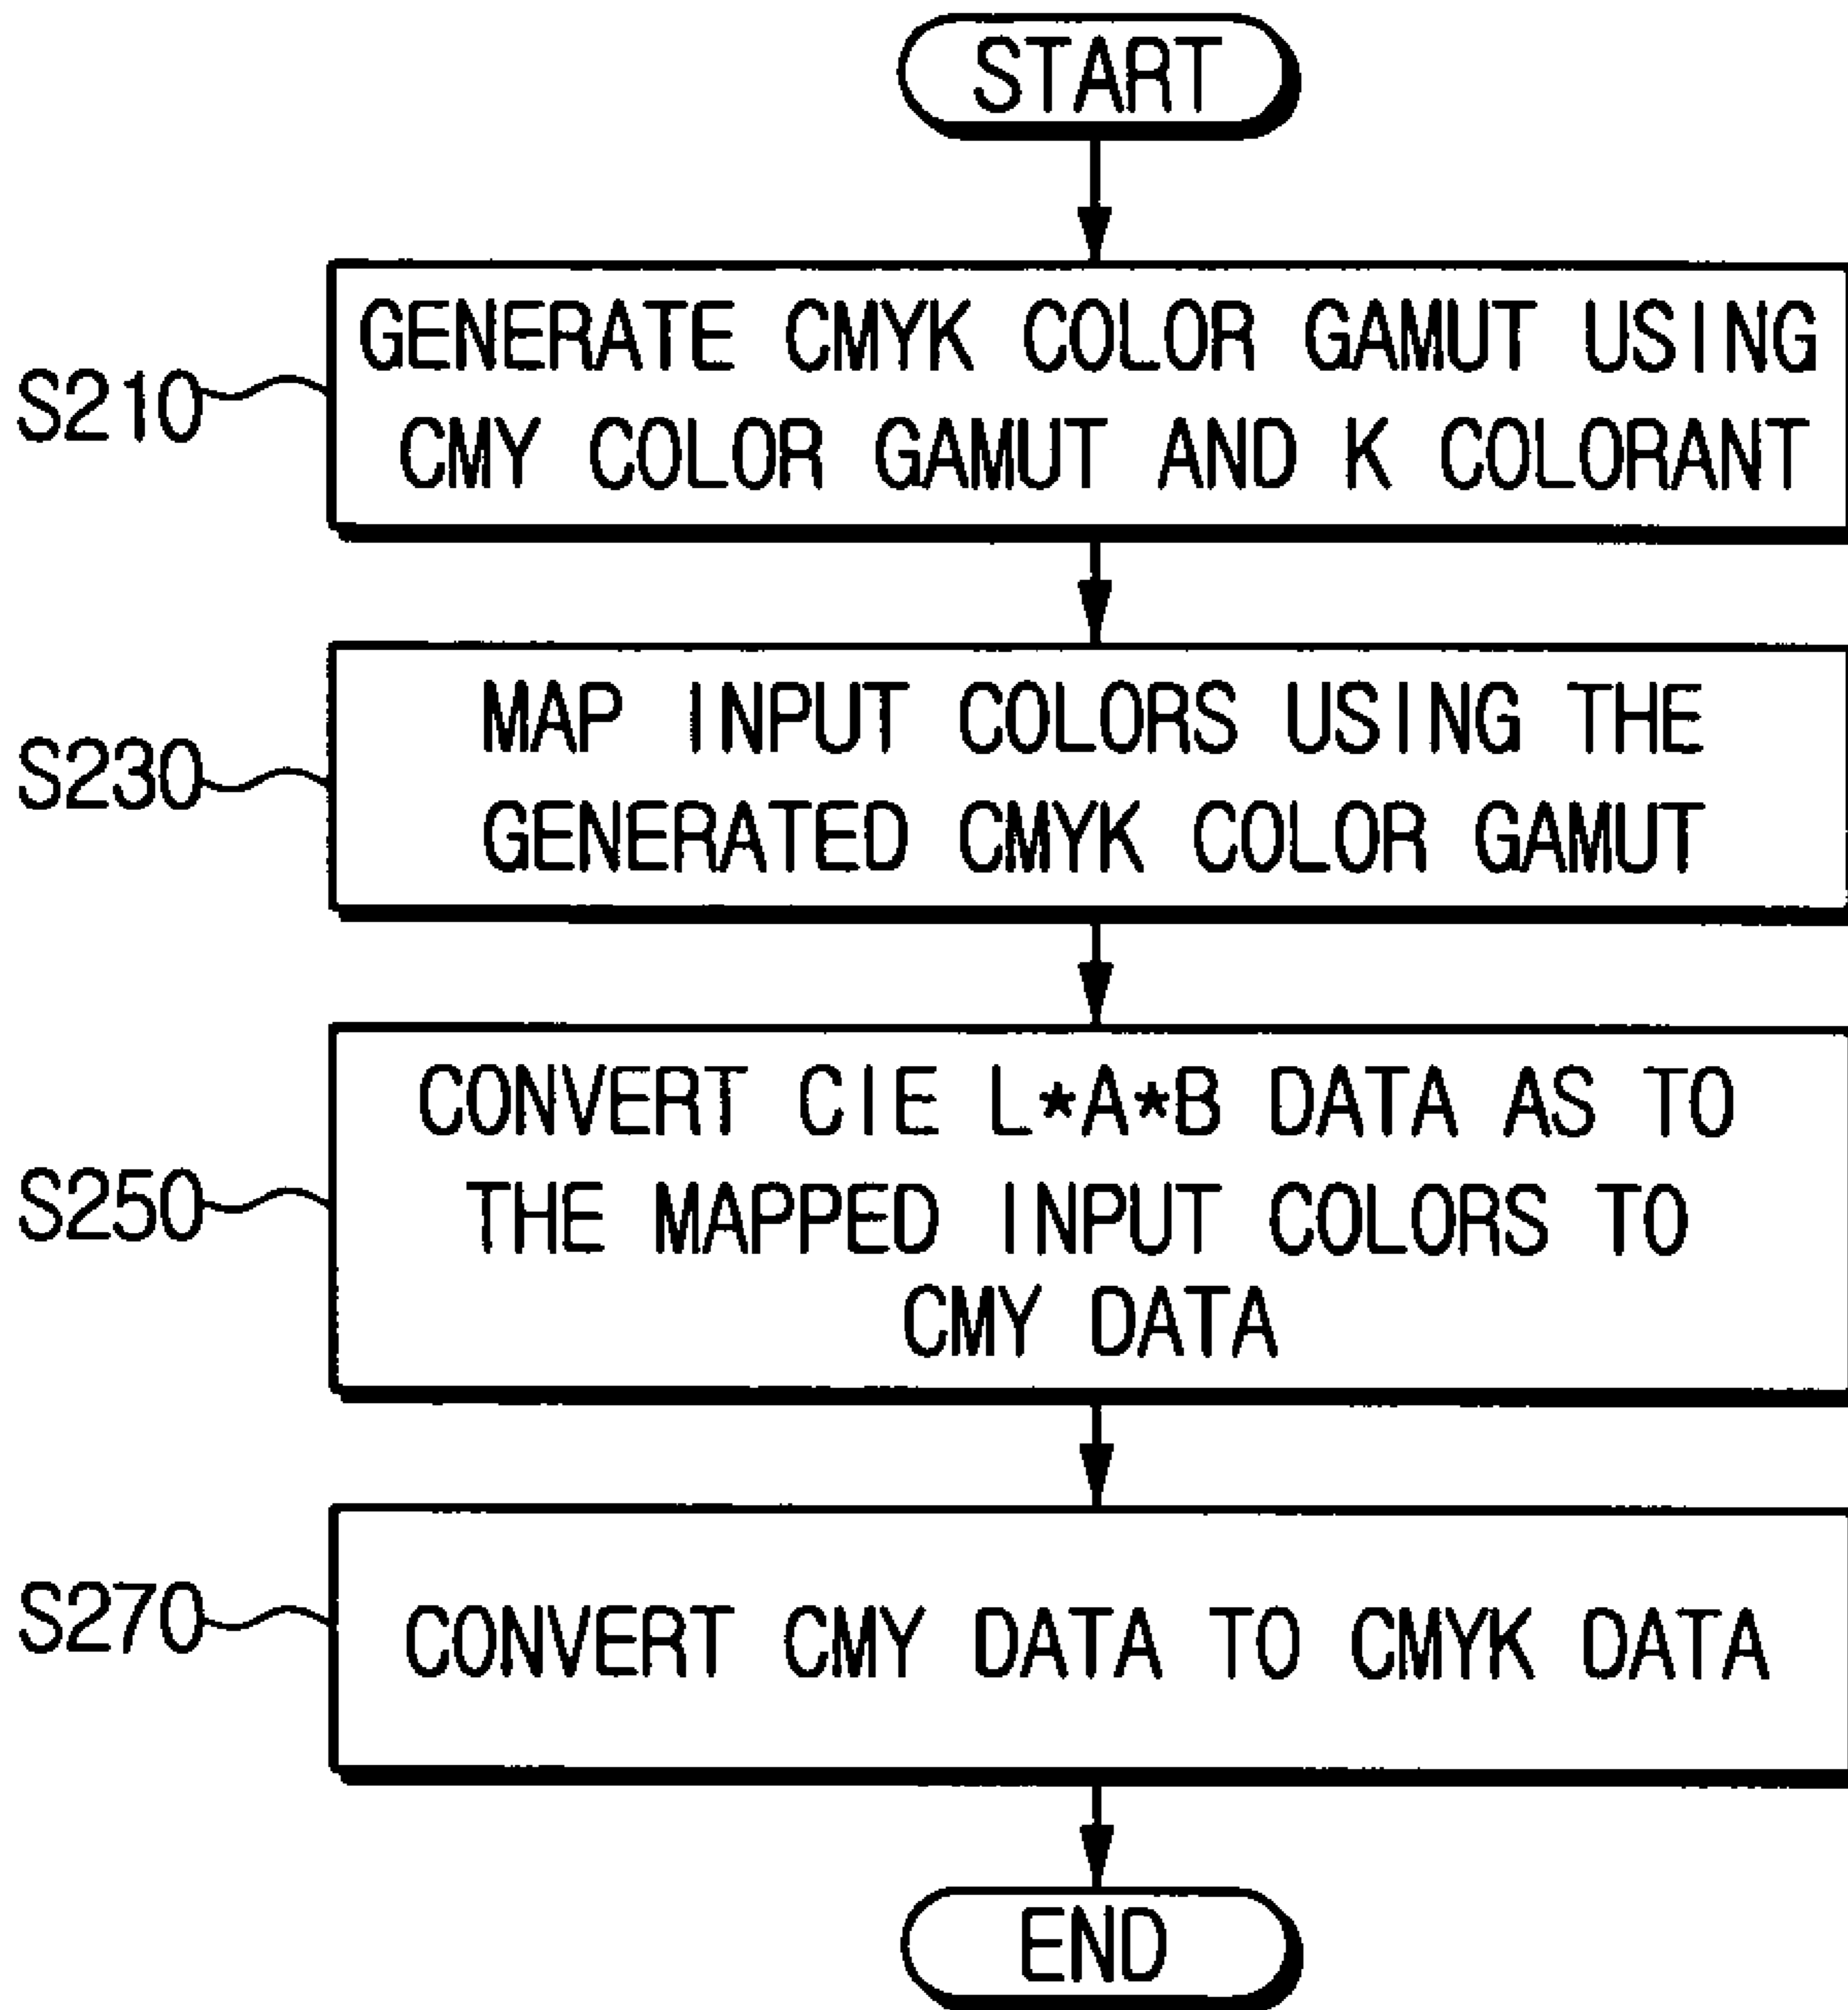 START
S210
GENERATE CMYK COLOR GAMUT USING
CMY COLOR GAMUT AND K COLORANT
S230
MAP INPUT COLORS USING THE
GENERATED CMYK COLOR GAMUT
S250
CONVERT CIE L*A*B DATA AS TO
THE MAPPED INPUT COLORS TO
CMY DATA
S270
CONVERT CMY DATA TO CMYK DATA
END